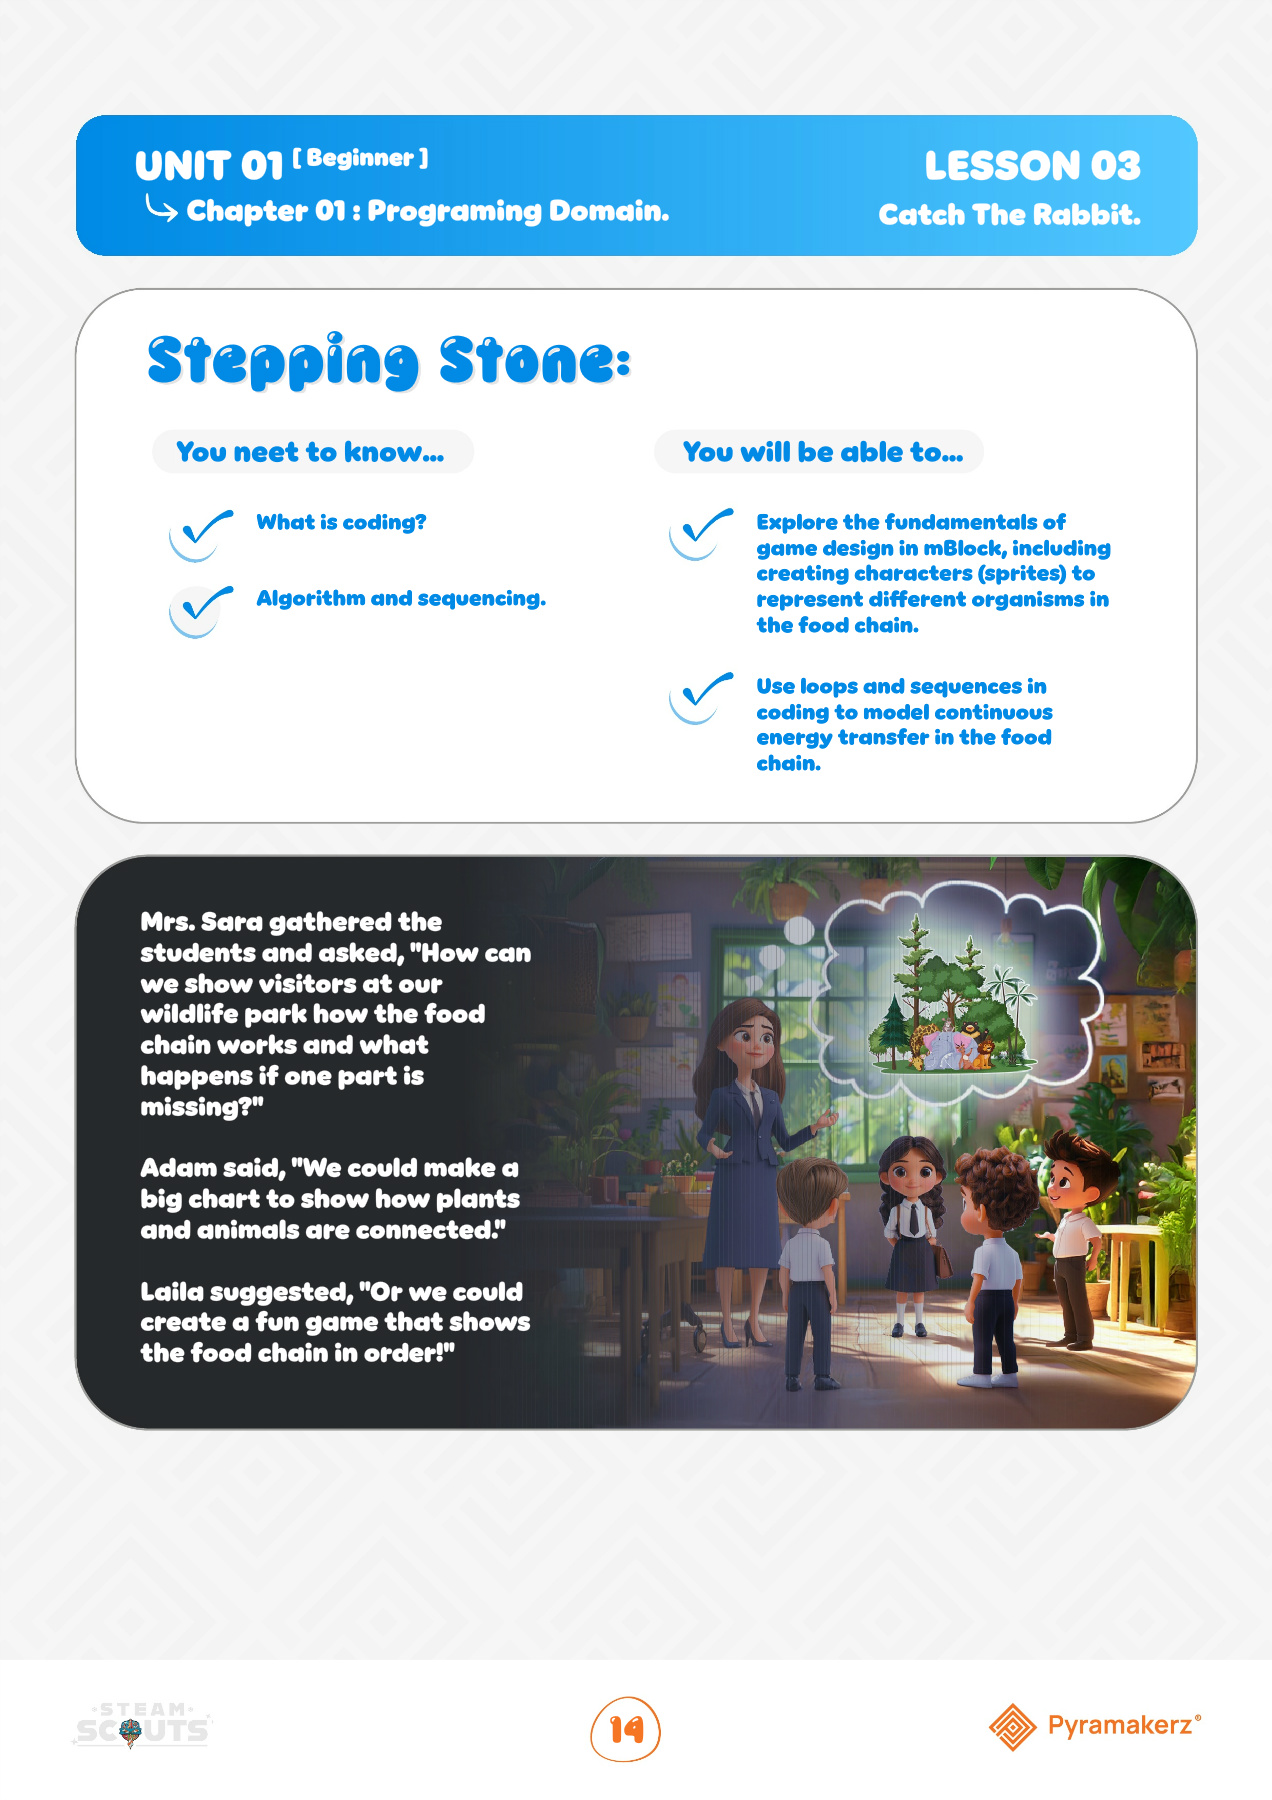 UNIT 01 [ Beginner ]
Chapter 01 : Programing Domain.
LESSON 03
Catch The Rabbit.
Stepping Stone:
You neet to know...
What is coding?
Algorithm and sequencing.
You will be able to...
Explore the fundamentals of
game design in mBlock, including
creating characters (sprites) to
represent different organisms in
the food chain.
Use loops and sequences in
coding to model continuous
energy transfer in the food
chain.
Mrs. Sara gathered the
students and asked, "How can
we show visitors at our
wildlife park how the food
chain works and what
happens if one part is
missing?"
Adam said, "We could make a
big chart to show how plants
and animals are connected."
Laila suggested, "Or we could
create a fun game that shows
the food chain in order!"
·STEAM·
SCOUTS
14
Pyramakerz®